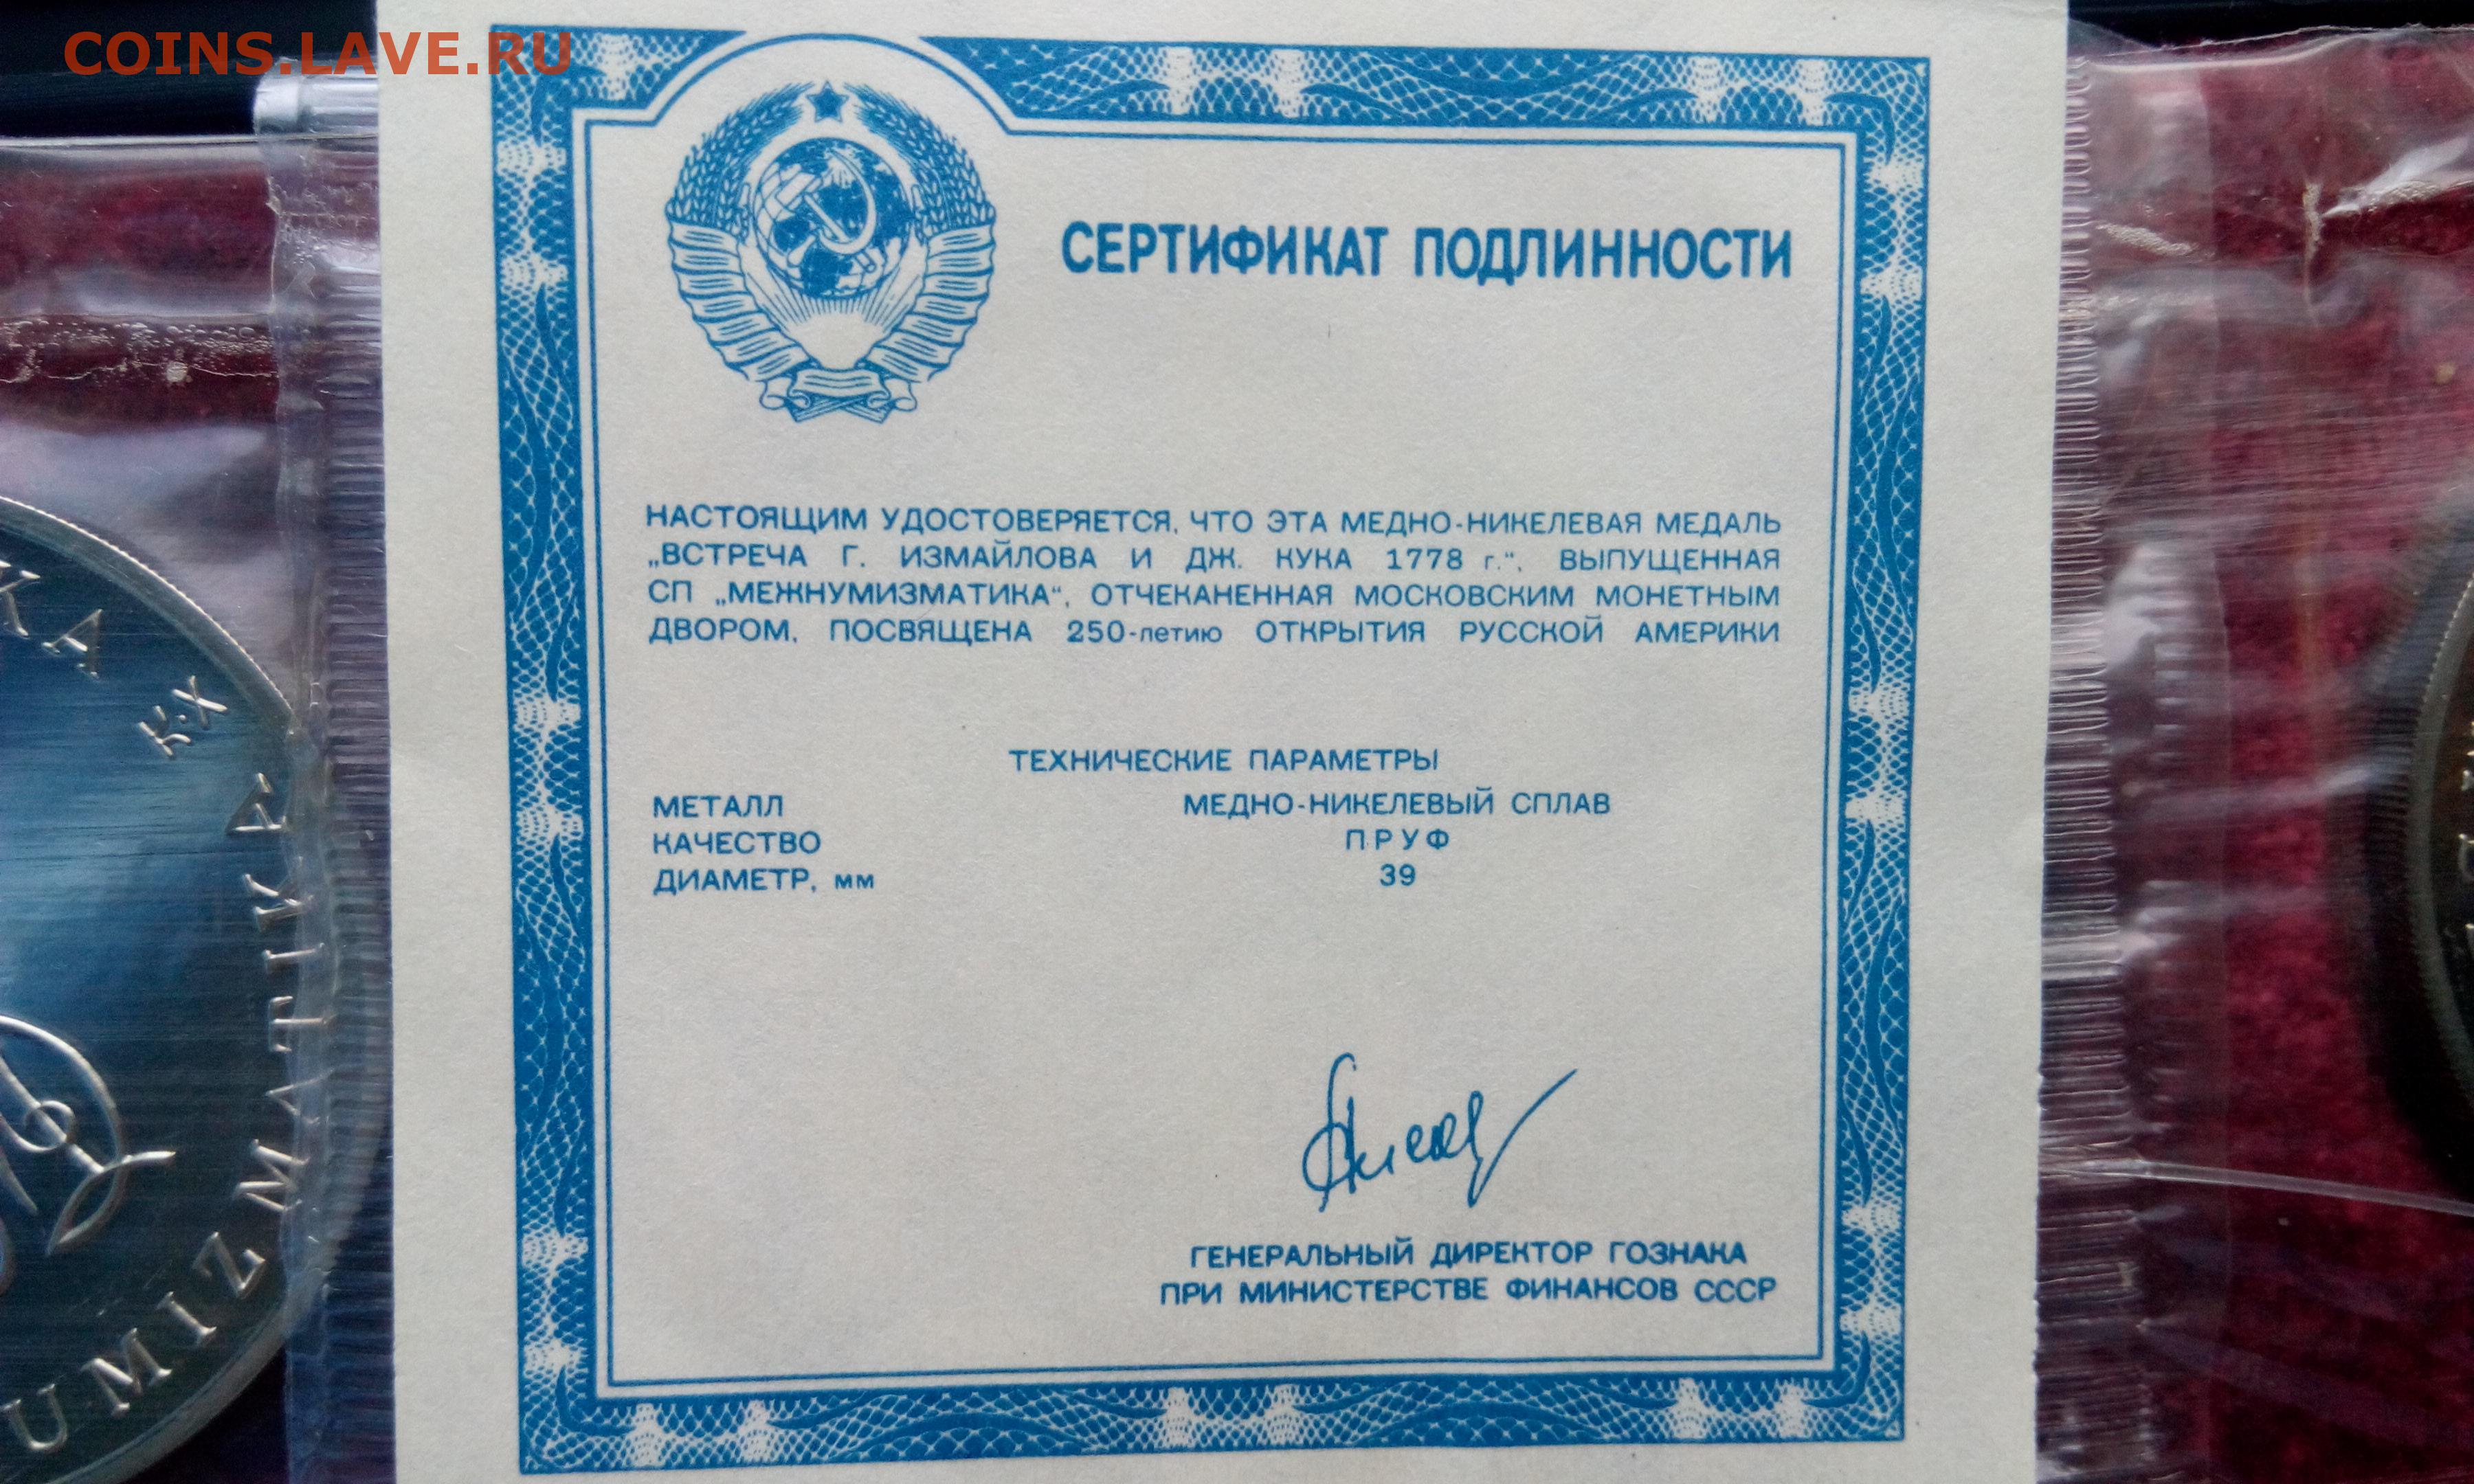 COINS.LAVE.RU
СЕРТИФИКАТ ПОДЛИННОСТИ
НАСТОЯЩИМ УДОСТОВЕРЯЕТСЯ, ЧТО ЭТА МЕДНО-НИКЕЛЕВАЯ МЕДАЛЬ
„ВСТРЕЧА Г. ИЗМАЙЛОВА И ДЖ. КУКА 1778 г.“, ВЫПУЩЕННАЯ
СП „МЕЖНУМИЗМАТИКА“, ОТЧЕКАНЕННАЯ МОСКОВСКИМ МОНЕТНЫМ
ДВОРОМ, ПОСВЯЩЕНА 250-летию ОТКРЫТИЯ РУССКОЙ АМЕРИКИ
ТЕХНИЧЕСКИЕ ПАРАМЕТРЫ
МЕТАЛЛ МЕДНО-НИКЕЛЕВЫЙ СПЛАВ
КАЧЕСТВО ПРУФ
ДИАМЕТР, мм 39
ГЕНЕРАЛЬНЫЙ ДИРЕКТОР ГОЗНАКА
ПРИ МИНИСТЕРСТВЕ ФИНАНСОВ СССР
К·Х
UMIZMATIKA